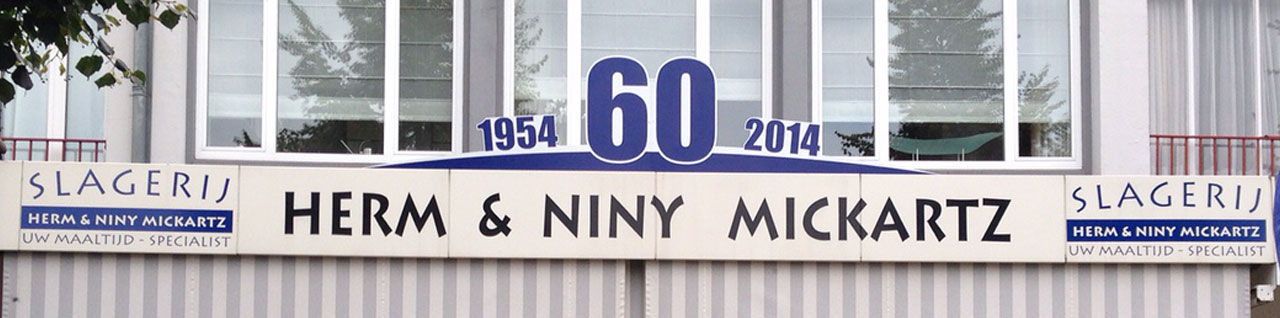 1954 60 2014
SLAGERIJ
HERM & NINY MICKARTZ
UW MAALTIJD - SPECIALIST
HERM & NINY MICKARTZ
SLAGERIJ
HERM & NINY MICKARTZ
UW MAALTIJD - SPECIALIST